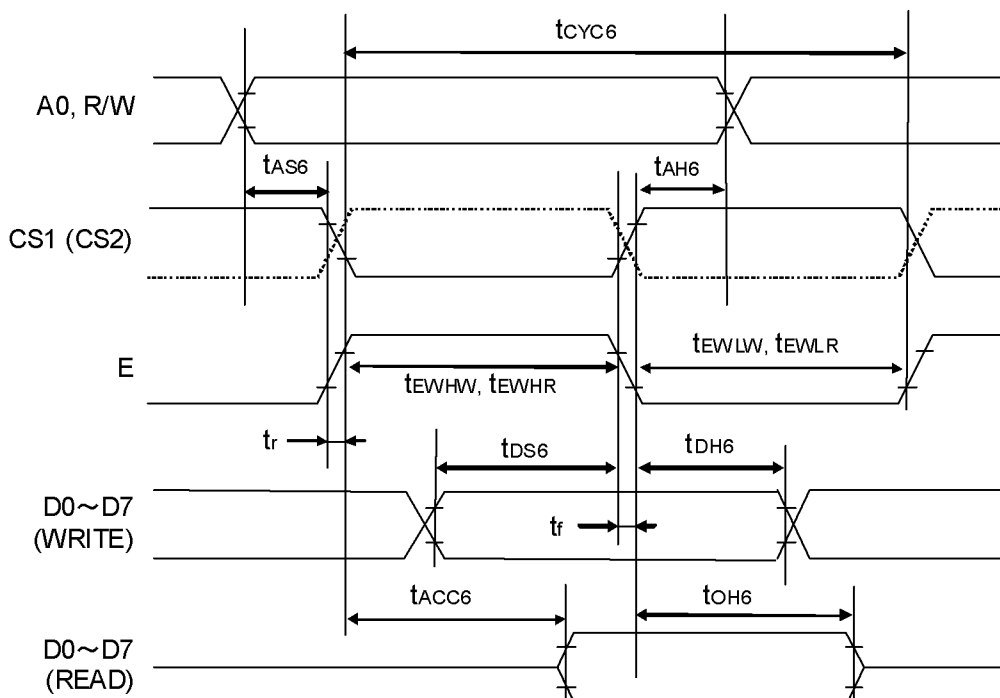 tCYC6
A0, R/W
tAS6
tAH6
CS1 (CS2)
tEWLW, tEWLR
E
tEWHW, tEWHR
tr
tDS6
tDH6
D0～D7
(WRITE)
tf
tACC6
tOH6
D0～D7
(READ)